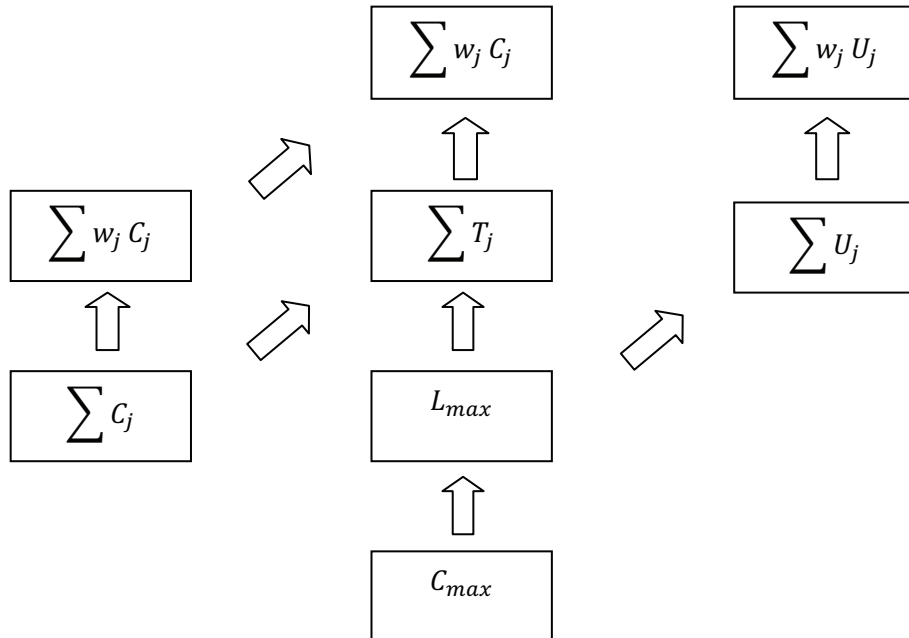 ∑ w_j C_j
∑ w_j U_j
∑ w_j C_j
∑ T_j
∑ U_j
∑ C_j
L_max
C_max